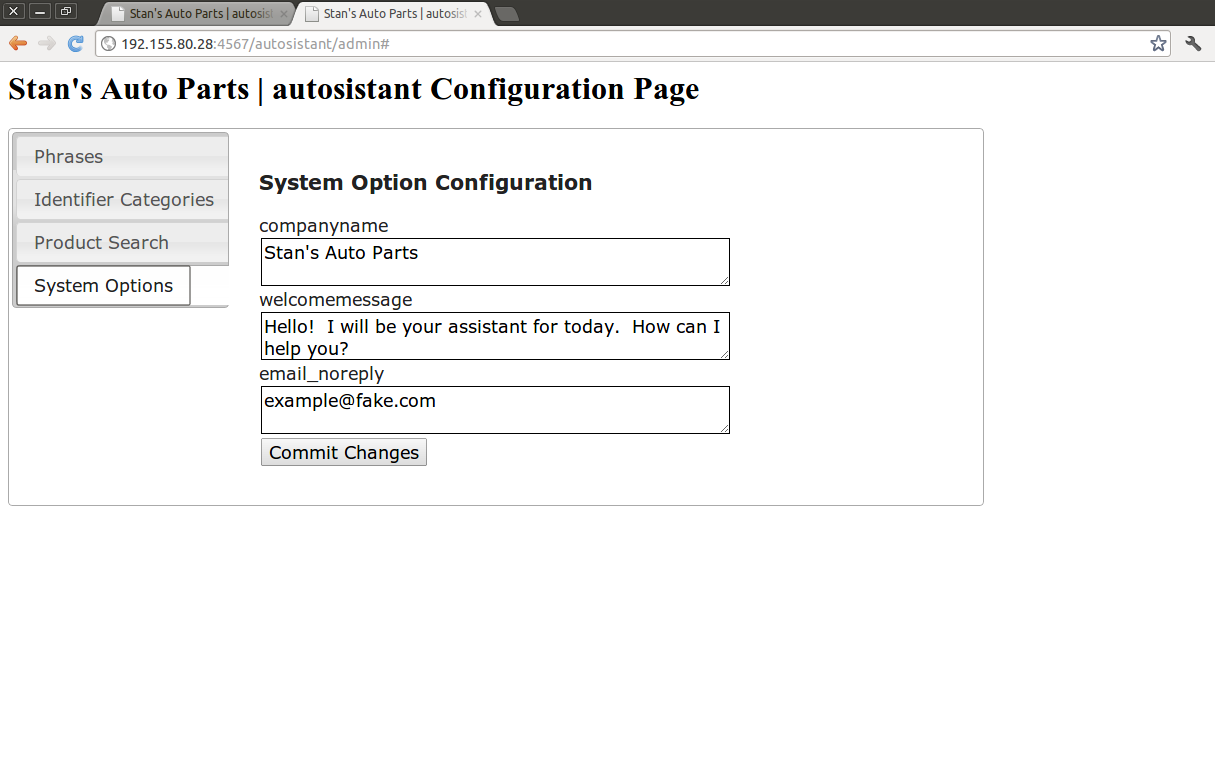 Stan's Auto Parts | autosist
Stan's Auto Parts | autosist
192.155.80.28:4567/autosistant/admin#
Stan's Auto Parts | autosistant Configuration Page
Phrases
Identifier Categories
Product Search
System Options
System Option Configuration
companyname
Stan's Auto Parts
welcomemessage
Hello!  I will be your assistant for today.  How can I
help you?
email_noreply
example@fake.com
Commit Changes